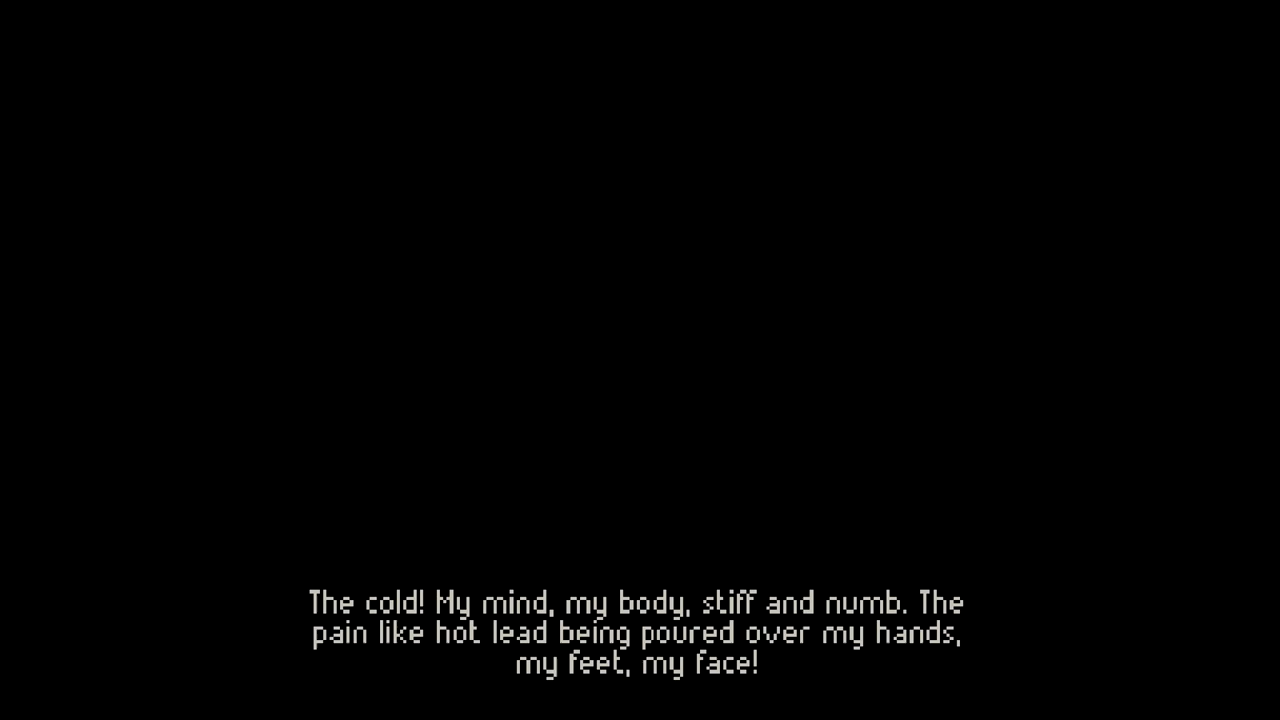 The cold! My mind, my body, stiff and numb. The
pain like hot lead being poured over my hands,
my feet, my face!